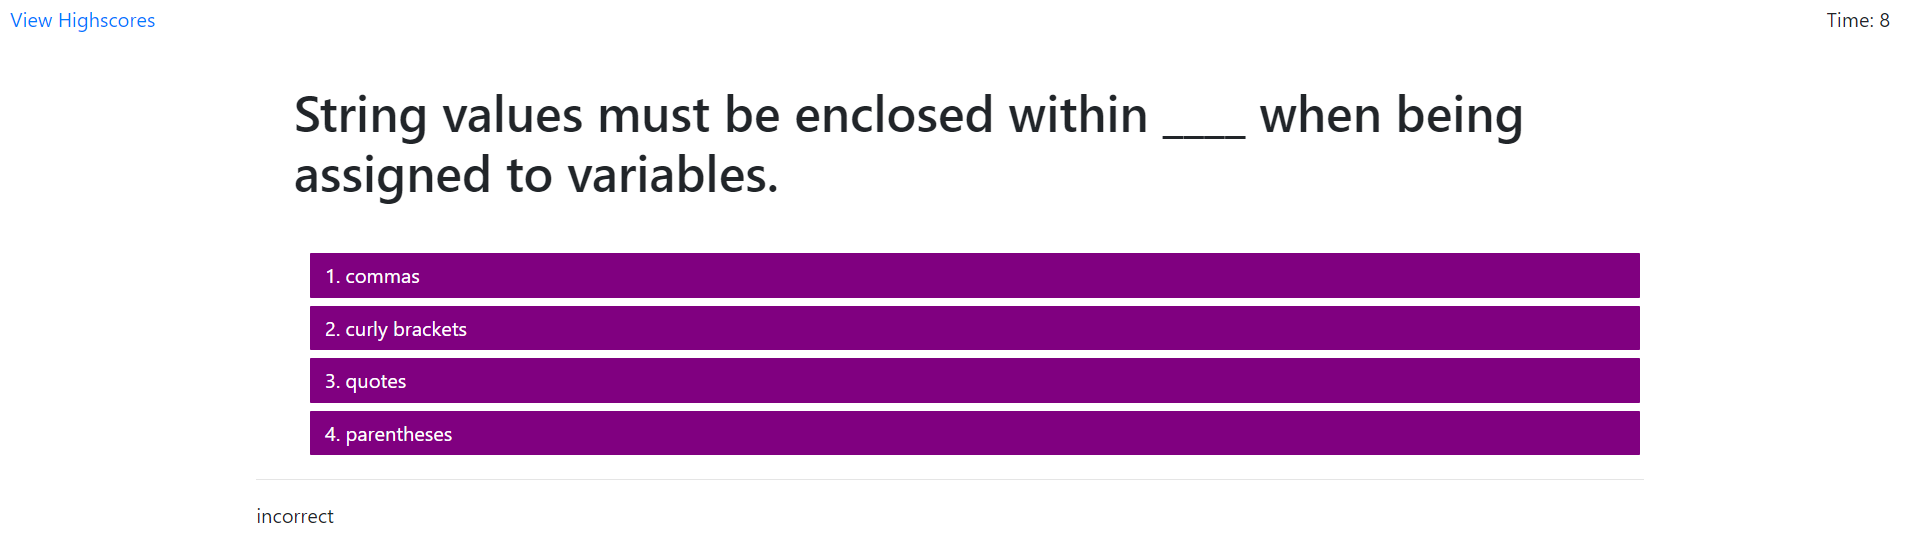 View Highscores
Time: 8
String values must be enclosed within ____ when being
assigned to variables.
1. commas
2. curly brackets
3. quotes
4. parentheses
incorrect